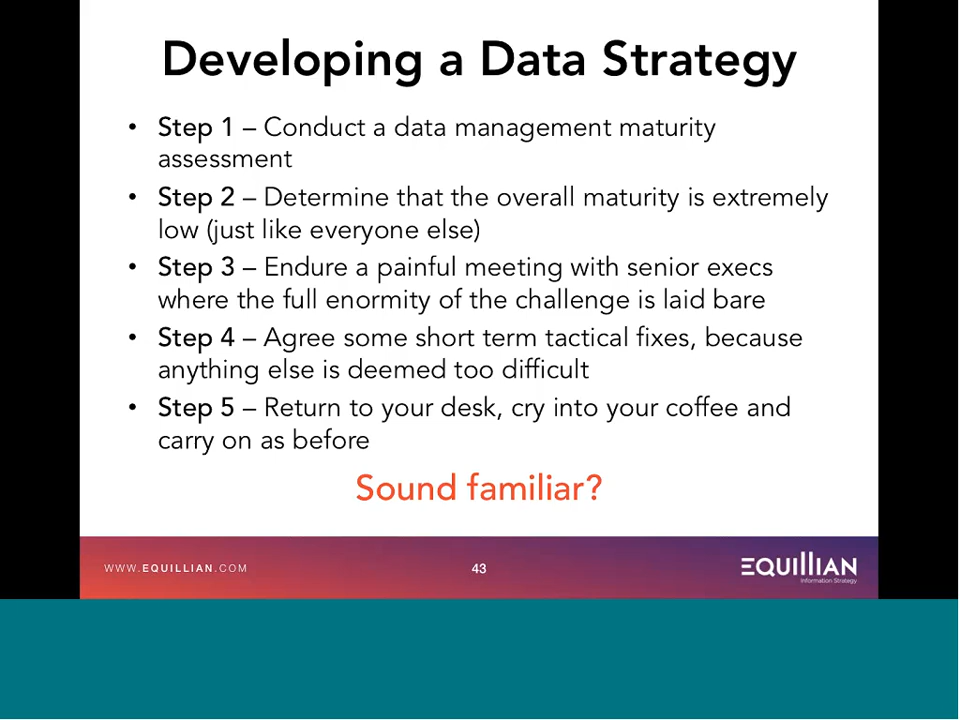 Developing a Data Strategy
• Step 1 – Conduct a data management maturity
assessment
• Step 2 – Determine that the overall maturity is extremely
low (just like everyone else)
• Step 3 – Endure a painful meeting with senior execs
where the full enormity of the challenge is laid bare
• Step 4 – Agree some short term tactical fixes, because
anything else is deemed too difficult
• Step 5 – Return to your desk, cry into your coffee and
carry on as before
Sound familiar?
WWW.EQUILLIAN.COM
43
EQUILLIAN
Information Strategy